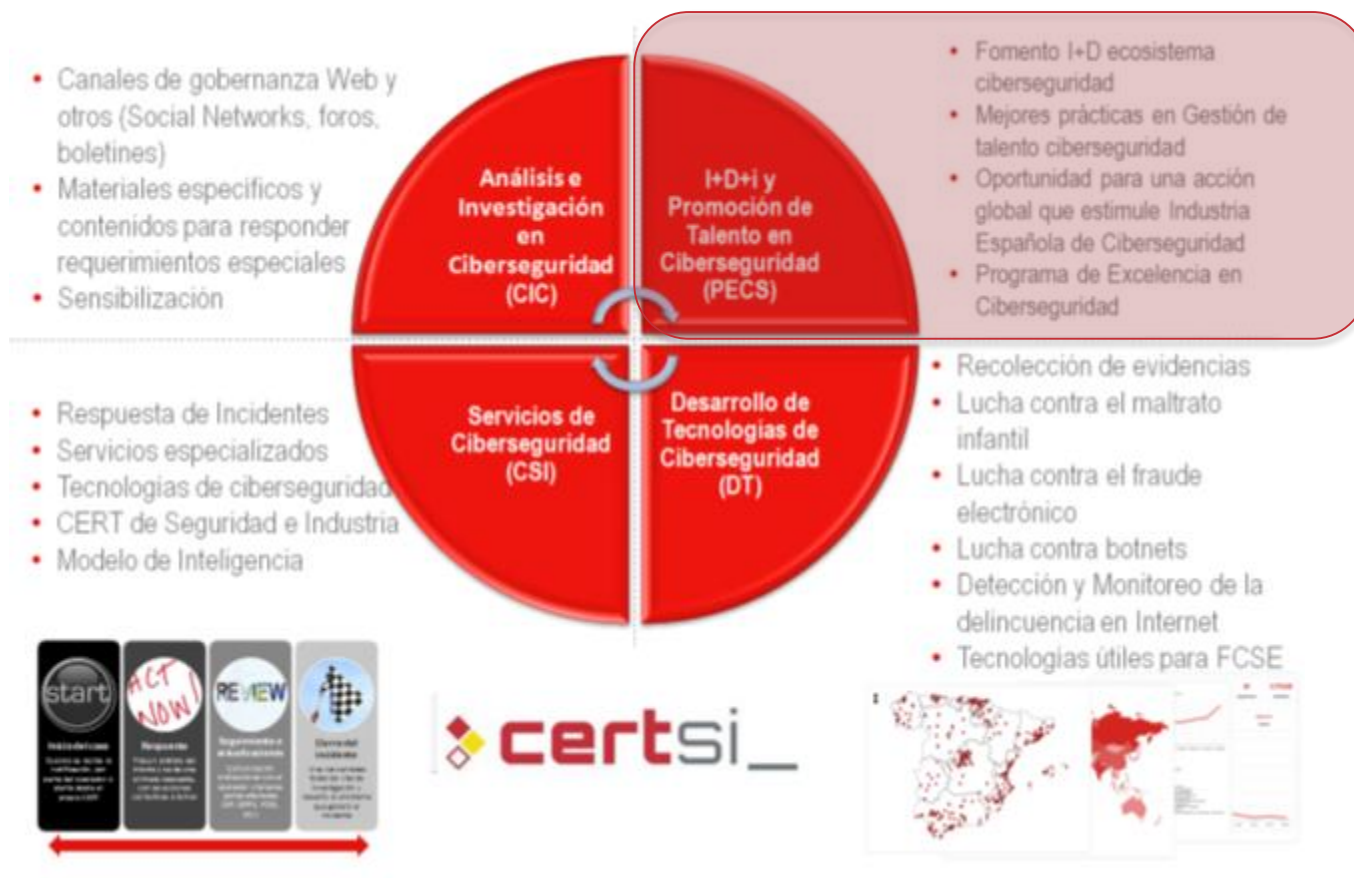 • Canales de gobernanza Web y
otros (Social Networks, foros,
boletines)
• Materiales específicos y
contenidos para responder
requerimientos especiales
• Sensibilización
Análisis e
Investigación
en
Ciberseguridad
(CIC)
I+D+i y
Promoción de
Talento en
Ciberseguridad
(PECS)
• Fomento I+D ecosistema
ciberseguridad
• Mejores prácticas en Gestión de
talento ciberseguridad
• Oportunidad para una acción
global que estimule Industria
Española de Ciberseguridad
• Programa de Excelencia en
Ciberseguridad
• Respuesta de Incidentes
• Servicios especializados
• Tecnologías de ciberseguridad
• CERT de Seguridad e Industria
• Modelo de Inteligencia
Servicios de
Ciberseguridad
(CSI)
Desarrollo de
Tecnologías de
Ciberseguridad
(DT)
• Recolección de evidencias
• Lucha contra el maltrato
infantil
• Lucha contra el fraude
electrónico
• Lucha contra botnets
• Detección y Monitoreo de la
delincuencia en Internet
• Tecnologías útiles para FCSE
start
ACT
NOW!
REVIEW
Respuesta
certsi_